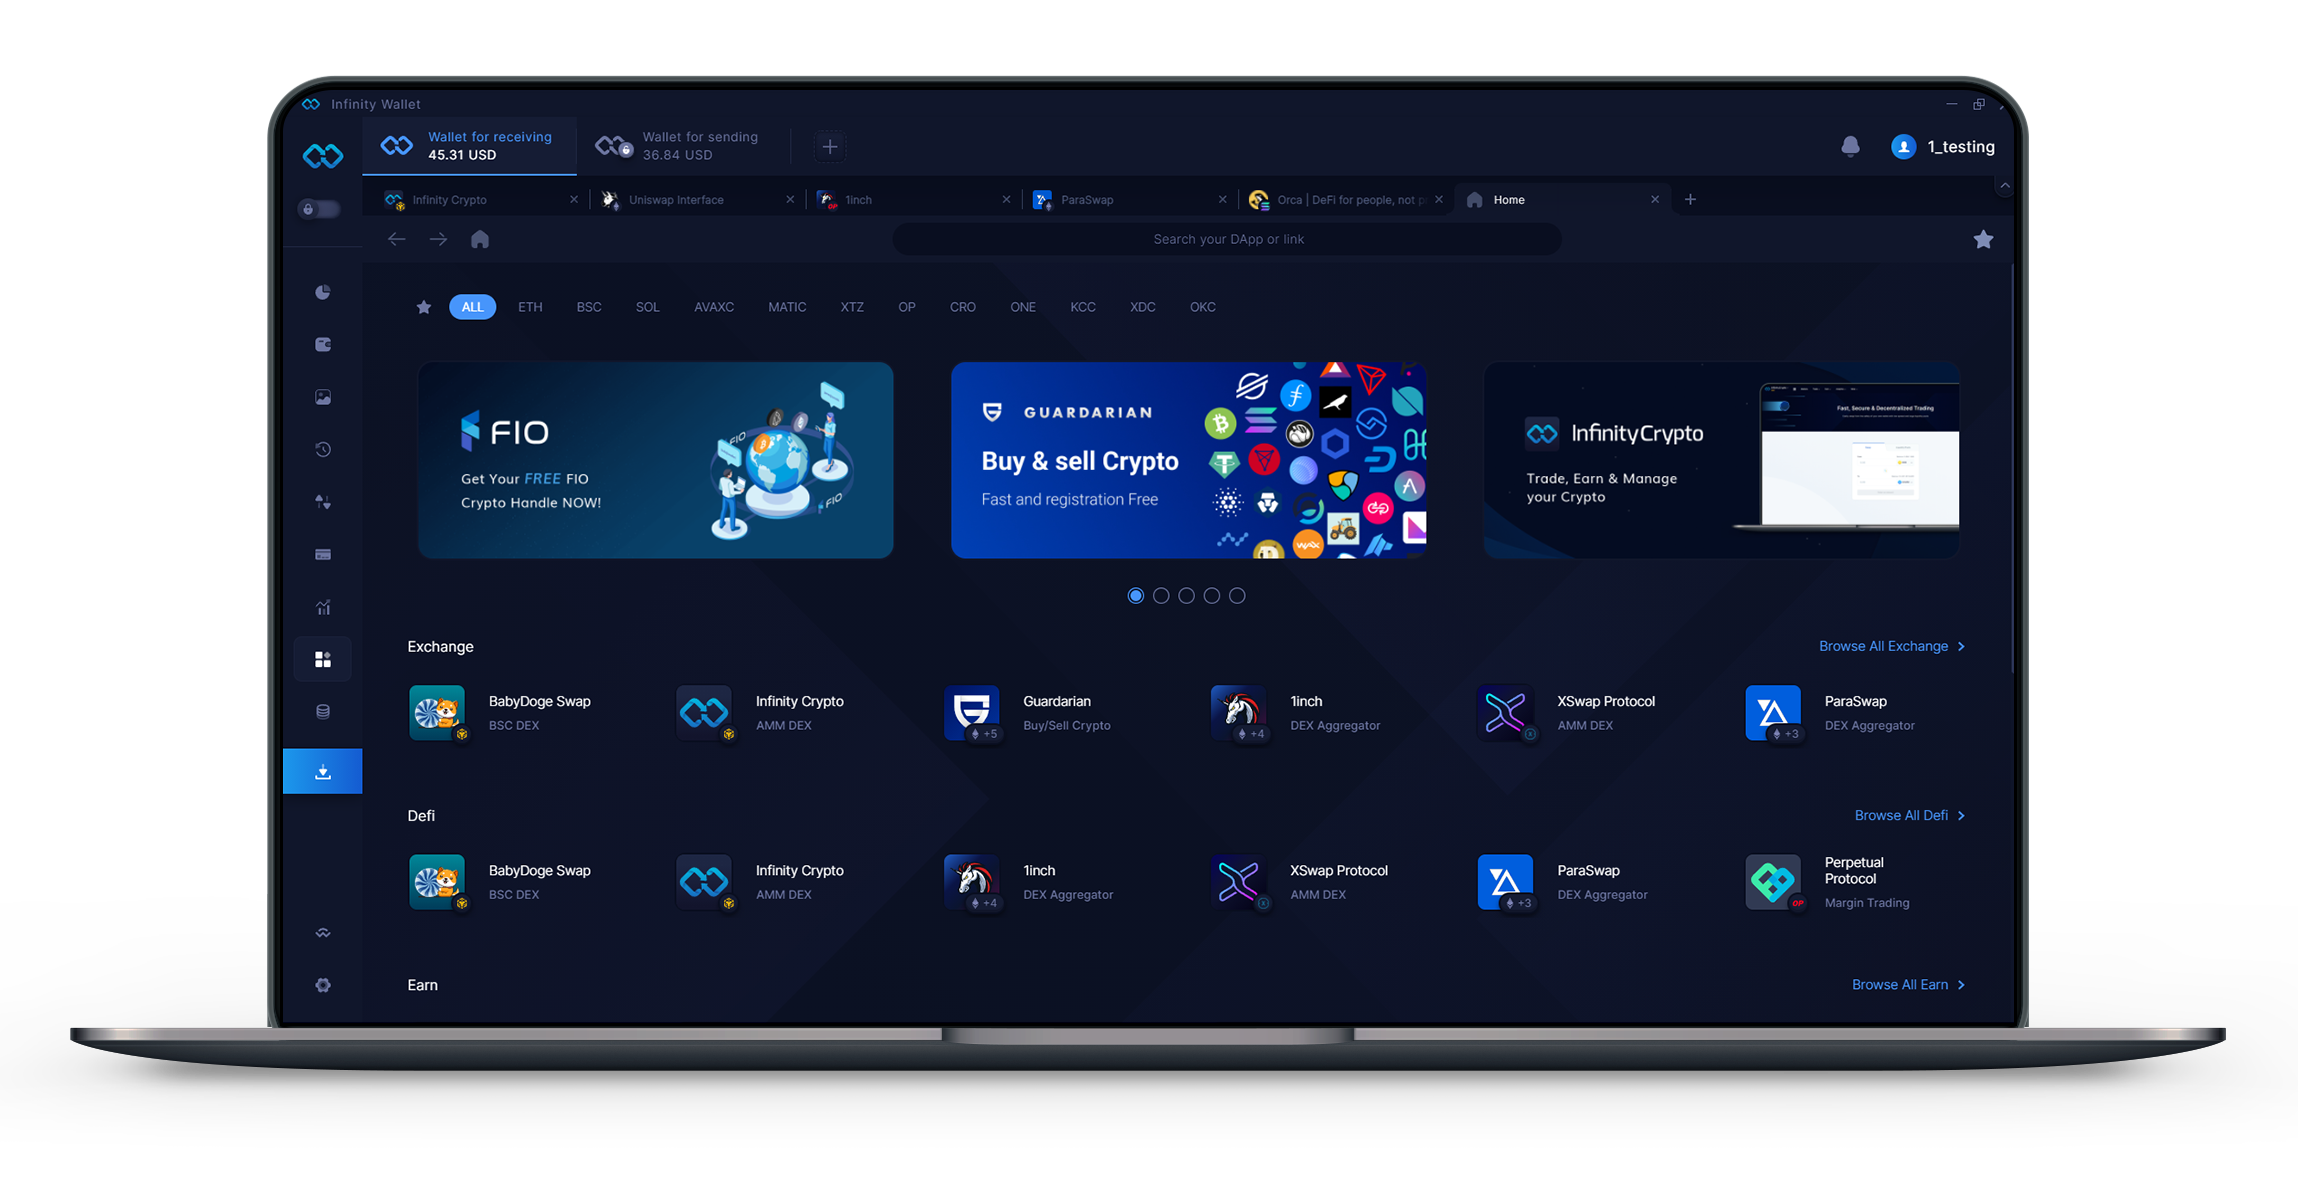 Infinity Wallet
Wallet for receiving
45.31 USD
Wallet for sending
36.84 USD
1_testing
Infinity Crypto
Uniswap Interface
1inch
ParaSwap
Orca | DeFi for people, not p
Home
Search your DApp or link
ALL ETH BSC SOL AVAXC MATIC XTZ OP CRO ONE KCC XDC OKC
FIO
Get Your FREE FIO
Crypto Handle NOW!
FIO
FIO
GUARDARIAN
Buy & sell Crypto
Fast and registration Free
WAX
InfinityCrypto
Trade, Earn & Manage
your Crypto
Fast, Secure & Decentralized Trading
Exchange
Browse All Exchange
BabyDoge Swap
BSC DEX
Infinity Crypto
AMM DEX
Guardarian
Buy/Sell Crypto
+5
1inch
DEX Aggregator
+4
XSwap Protocol
AMM DEX
ParaSwap
DEX Aggregator
+3
Defi
Browse All Defi
BabyDoge Swap
BSC DEX
Infinity Crypto
AMM DEX
1inch
DEX Aggregator
+4
XSwap Protocol
AMM DEX
ParaSwap
DEX Aggregator
+3
Perpetual
Protocol
Margin Trading
OP
Earn
Browse All Earn